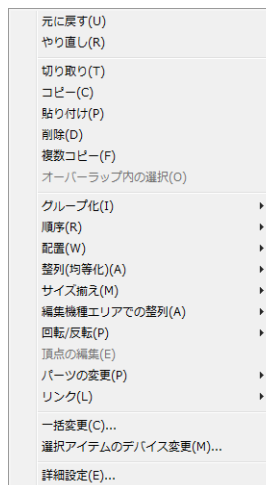 元に戻す(U)
やり直し(R)
切り取り(T)
コピー(C)
貼り付け(P)
削除(D)
複数コピー(F)
オーバーラップ内の選択(O)
グループ化(I)
順序(R)
配置(W)
整列(均等化)(A)
サイズ揃え(M)
編集機種エリアでの整列(A)
回転/反転(P)
頂点の編集(E)
パーツの変更(P)
リンク(L)
一括変更(C)...
選択アイテムのデバイス変更(M)...
詳細設定(E)...